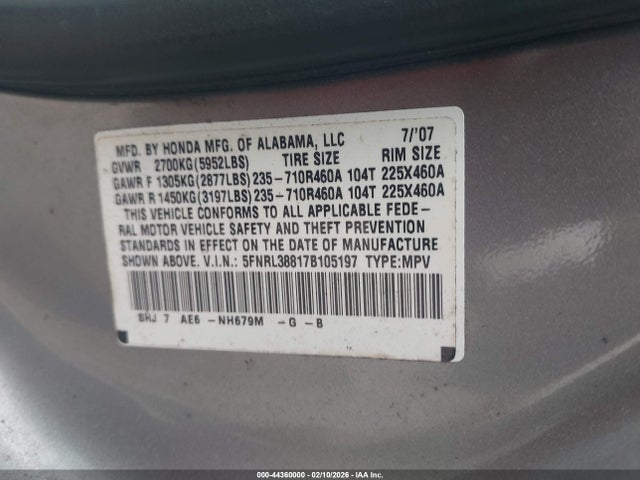 MFD. BY HONDA MFG. OF ALABAMA, LLC 7/'07
GVWR 2700KG(5952LBS) TIRE SIZE RIM SIZE
GAWR F 1305KG(2877LBS)235-710R460A 104T 225X460A
GAWR R 1450KG(3197LBS)235-710R460A 104T 225X460A
THIS VEHICLE CONFORMS TO ALL APPLICABLE FEDE-
RAL MOTOR VEHICLE SAFETY AND THEFT PREVENTION
STANDARDS IN EFFECT ON THE DATE OF MANUFACTURE
SHOWN ABOVE. V.I.N.: 5FNRL38817B105197 TYPE:MPV
SHJ 7 AE6 -NH679M -G -B
000-44360000 - 02/10/2026 - IAA Inc.